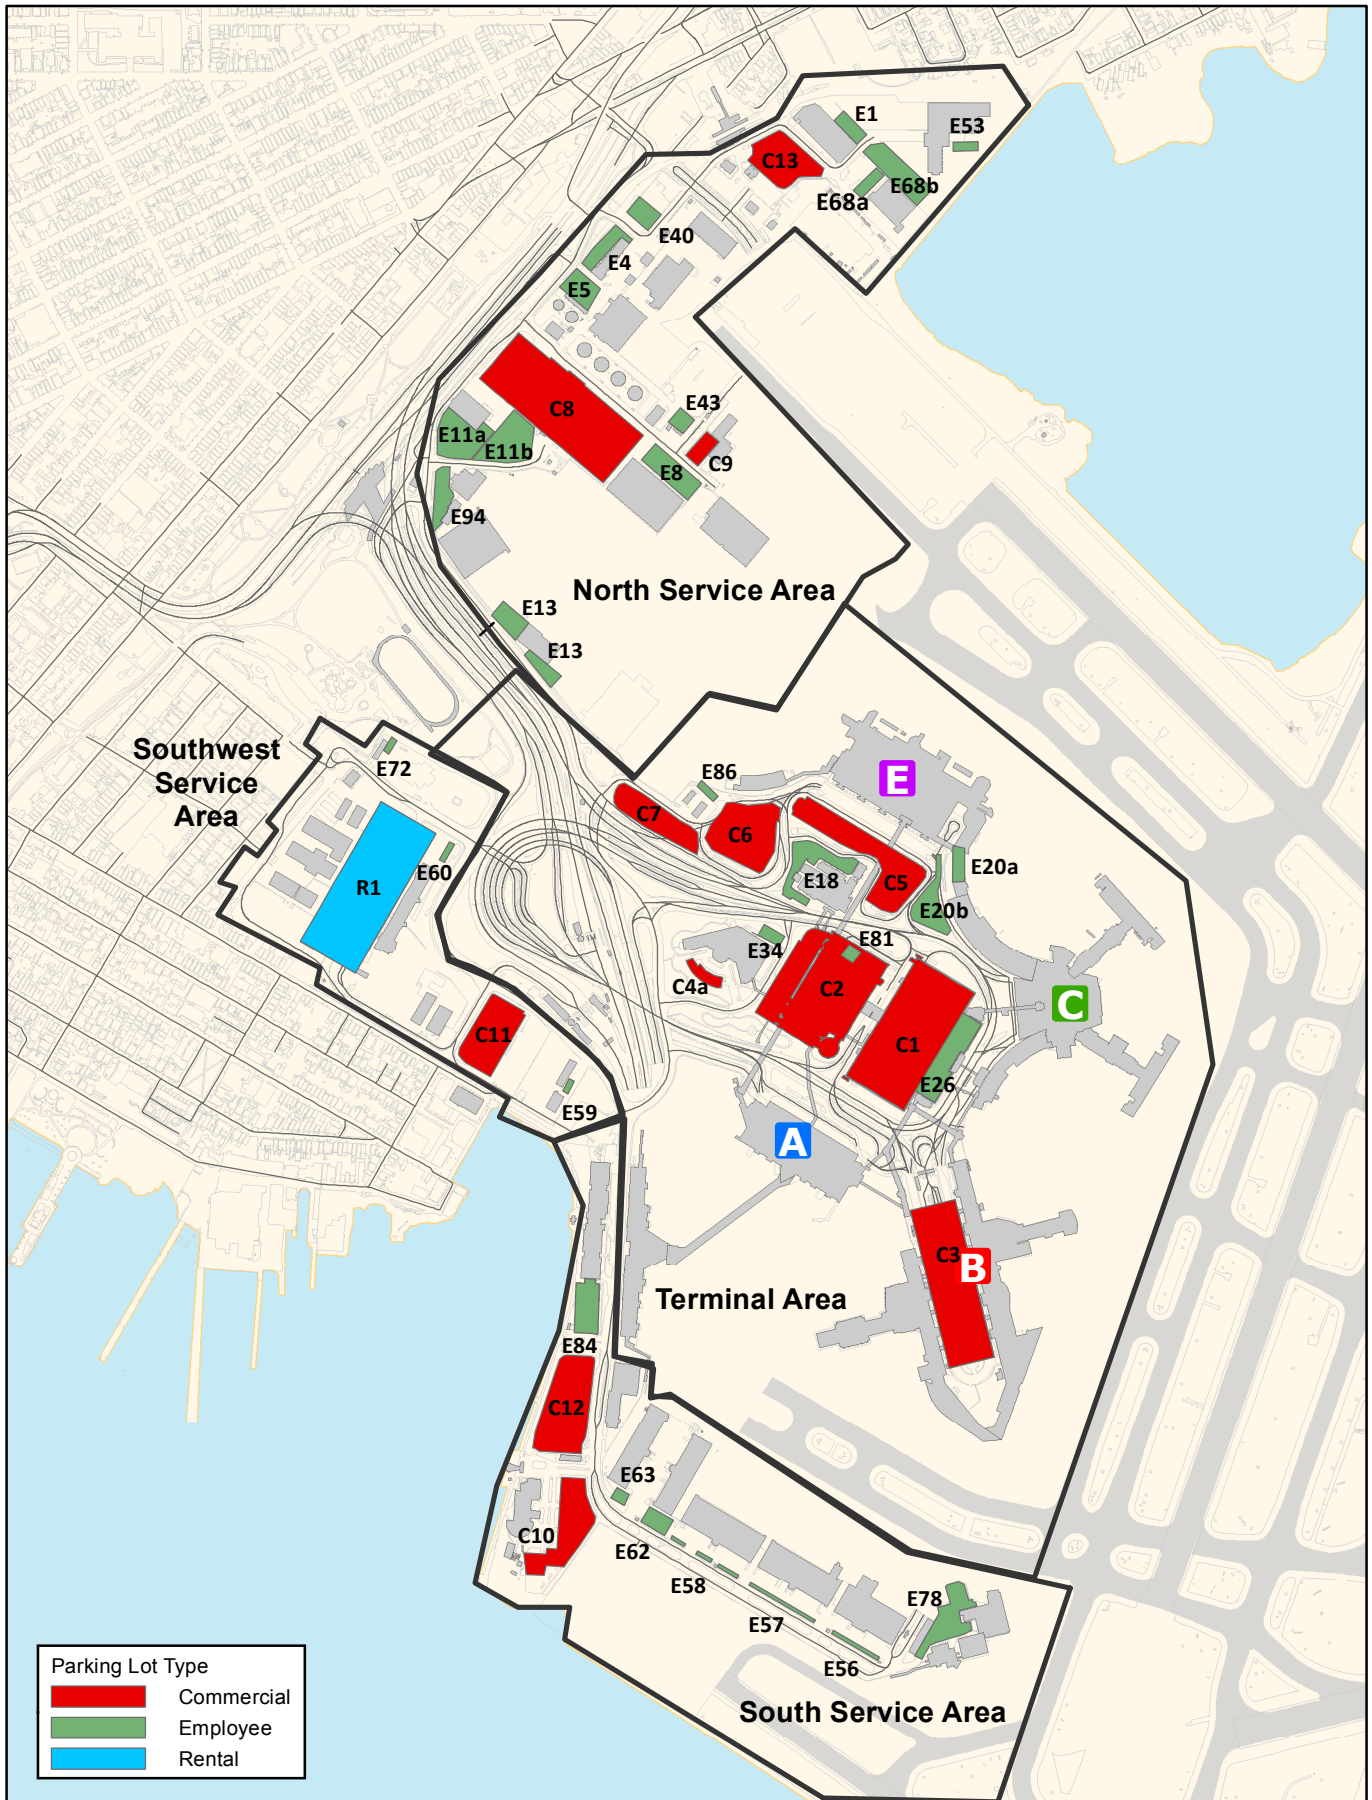 E1
E53
C13
E68b
E68a
E40
E4
E5
C8
E43
E11a
E11b
C9
E8
E94
North Service Area
E13
E13
Southwest
Service
Area
E72
E86
E
C7
C6
E60
R1
E18
C5
E20a
E20b
E34
E81
C4a
C2
C
C11
C1
E26
E59
A
C3
B
Terminal Area
E84
C12
E63
C10
E62
E58
E78
E57
E56
South Service Area
Parking Lot Type
Commercial
Employee
Rental